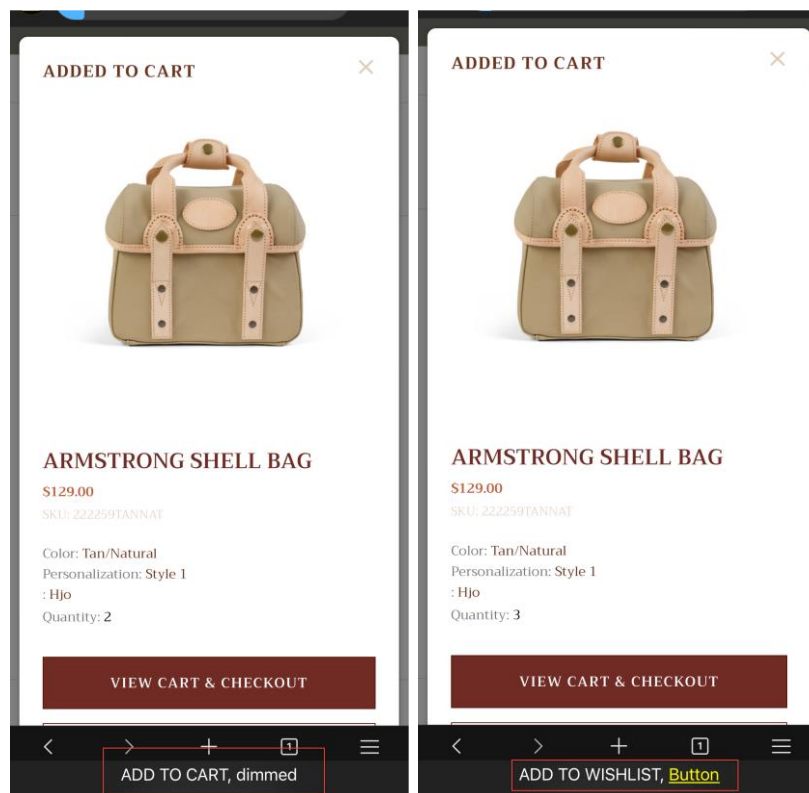 ADDED TO CART
ARMSTRONG SHELL BAG
$129.00
SKU: 222259TANNAT
Color: Tan/Natural
Personalization: Style 1
: Hjo
Quantity: 2
VIEW CART & CHECKOUT
1
ADD TO CART, dimmed
ADDED TO CART
ARMSTRONG SHELL BAG
$129.00
SKU: 222259TANNAT
Color: Tan/Natural
Personalization: Style 1
: Hjo
Quantity: 3
VIEW CART & CHECKOUT
1
ADD TO WISHLIST, Button